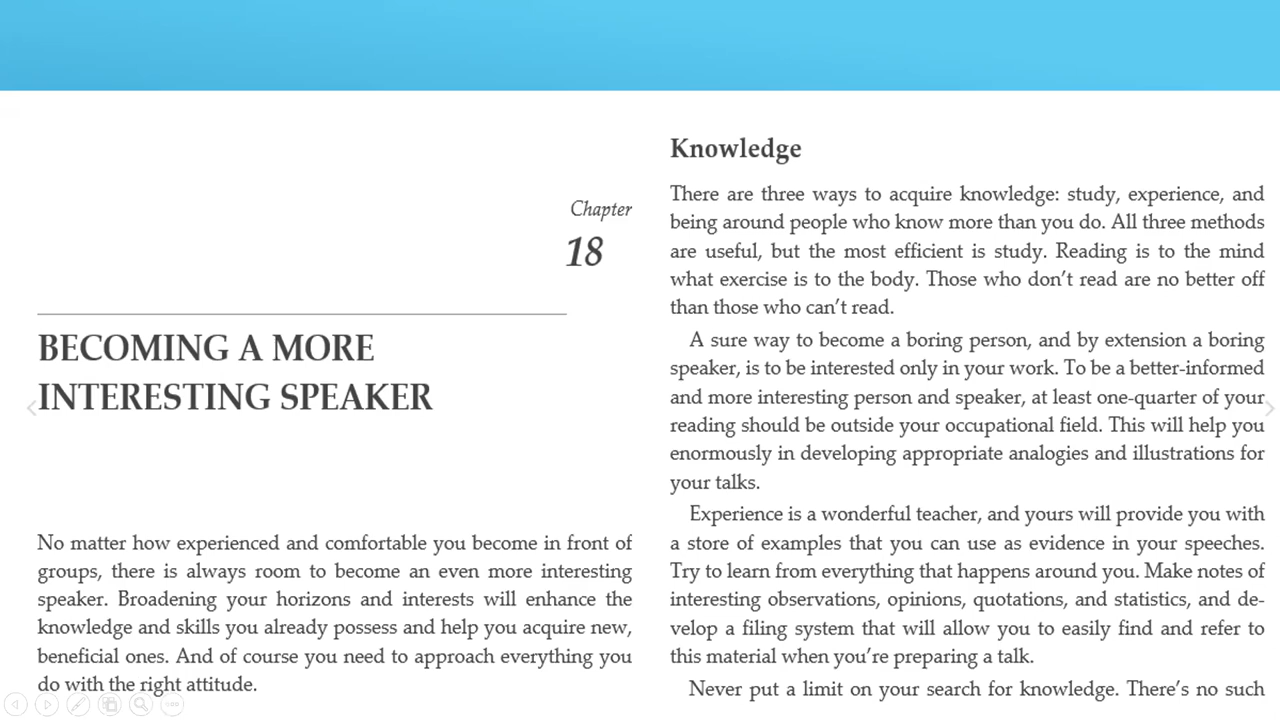 Chapter
18
BECOMING A MORE
INTERESTING SPEAKER
No matter how experienced and comfortable you become in front of
groups, there is always room to become an even more interesting
speaker. Broadening your horizons and interests will enhance the
knowledge and skills you already possess and help you acquire new,
beneficial ones. And of course you need to approach everything you
do with the right attitude.
Knowledge
There are three ways to acquire knowledge: study, experience, and
being around people who know more than you do. All three methods
are useful, but the most efficient is study. Reading is to the mind
what exercise is to the body. Those who don’t read are no better off
than those who can’t read.
A sure way to become a boring person, and by extension a boring
speaker, is to be interested only in your work. To be a better-informed
and more interesting person and speaker, at least one-quarter of your
reading should be outside your occupational field. This will help you
enormously in developing appropriate analogies and illustrations for
your talks.
Experience is a wonderful teacher, and yours will provide you with
a store of examples that you can use as evidence in your speeches.
Try to learn from everything that happens around you. Make notes of
interesting observations, opinions, quotations, and statistics, and de-
velop a filing system that will allow you to easily find and refer to
this material when you’re preparing a talk.
Never put a limit on your search for knowledge. There’s no such